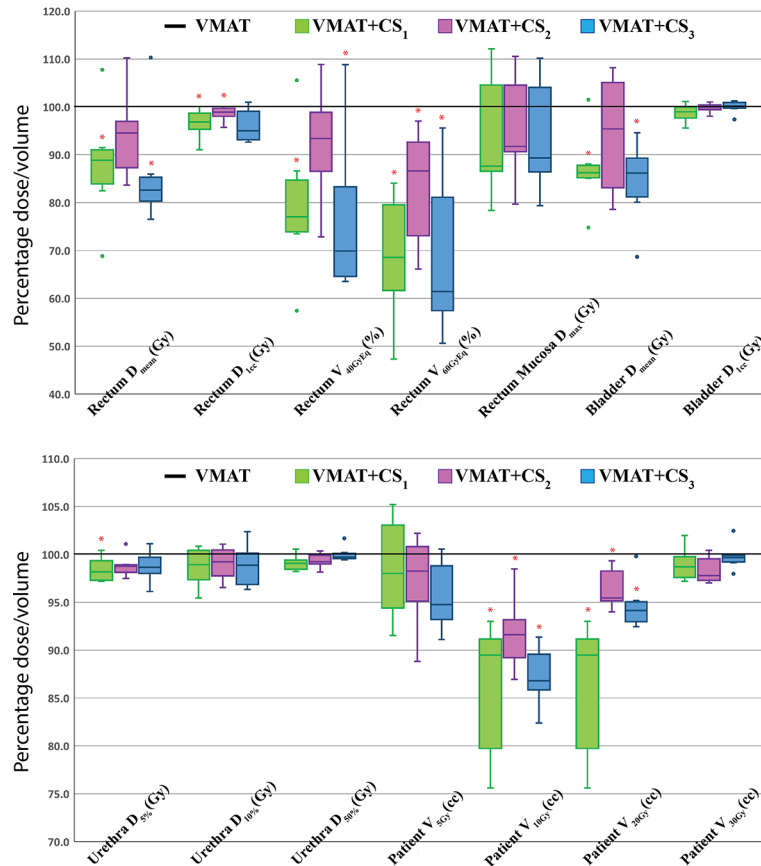 120.0
VMAT VMAT+CS1 VMAT+CS2 VMAT+CS3
110.0
100.0
90.0
80.0
70.0
60.0
50.0
40.0
Percentage dose/volume
* * * * * * * * * *
Rectum Dmean(Gy)
Rectum D1cc(Gy)
Rectum V40GyEq(%)
Rectum V60GyEq(%)
Rectum Mucosa Dmax(Gy)
Bladder Dmean(Gy)
Bladder D1cc(Gy)
110.0
VMAT VMAT+CS1 VMAT+CS2 VMAT+CS3
105.0
100.0
95.0
90.0
85.0
80.0
75.0
70.0
Percentage dose/volume
* * * * * * *
Urethra D5%(Gy)
Urethra D10%(Gy)
Urethra D50%(Gy)
Patient V5Gy(cc)
Patient V10Gy(cc)
Patient V20Gy(cc)
Patient V30Gy(cc)